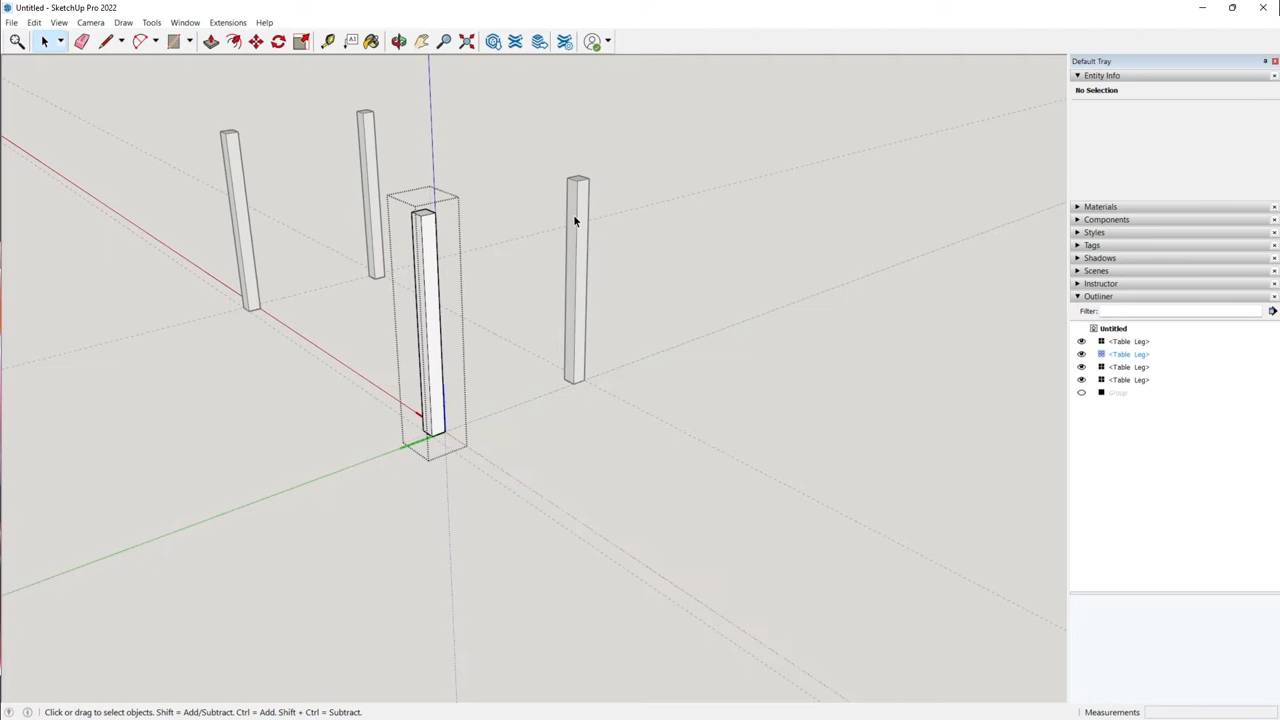 Untitled - SketchUp Pro 2022
File Edit View Camera Draw Tools Window Extensions Help
A1
Default Tray
Entity Info
No Selection
Materials
Components
Styles
Tags
Shadows
Scenes
Instructor
Outliner
Filter:
Untitled
<Table Leg>
<Table Leg>
<Table Leg>
<Table Leg>
Group
Click or drag to select objects. Shift = Add/Subtract. Ctrl = Add. Shift + Ctrl = Subtract.
Measurements